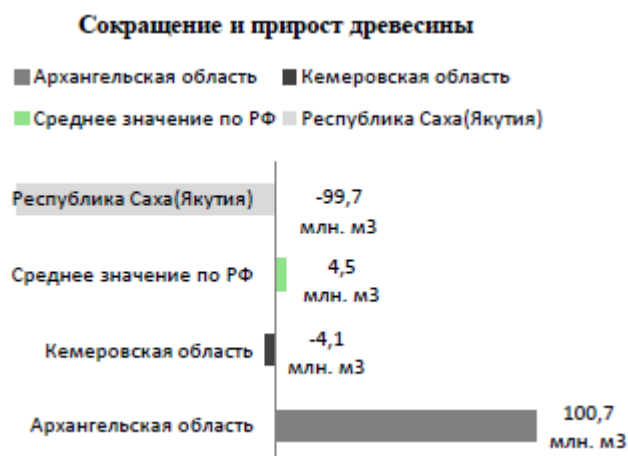 Сокращение и прирост древесины
Архангельская область
Кемеровская область
Среднее значение по РФ
Республика Саха(Якутия)
Республика Саха(Якутия)
-99,7
млн. м3
Среднее значение по РФ
4,5
млн. м3
Кемеровская область
-4,1
млн. м3
Архангельская область
100,7
млн. м3